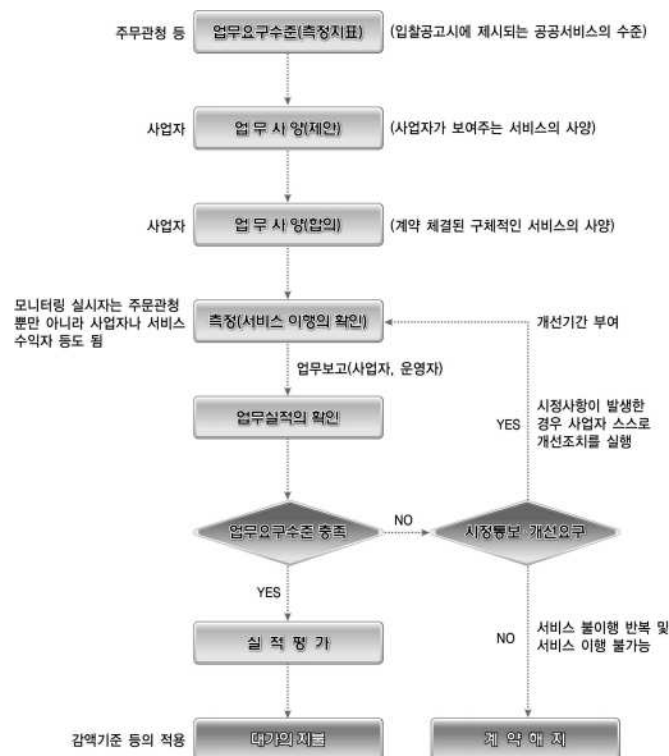 주무관청 등
업무요구수준(측정지표)
(입찰공고시에 제시되는 공공서비스의 수준)
사업자
업 무 사 양(제안)
(사업자가 보여주는 서비스의 사양)
사업자
업 무 사 양(합의)
(계약 체결된 구체적인 서비스의 사양)
모니터링 실시자는 주문관청
뿐만 아니라 사업자나 서비스
수익자 등도 됨
측정(서비스 이행의 확인)
개선기간 부여
업무보고(사업자, 운영자)
업무실적의 확인
YES
시정사항이 발생한
경우 사업자 스스로
개선조치를 실행
업무요구수준 충족
NO
시정통보·개선요구
YES
실 적 평 가
NO
서비스 불이행 반복 및
서비스 이행 불가능
감액기준 등의 적용
대가의 지불
계 약 해 지